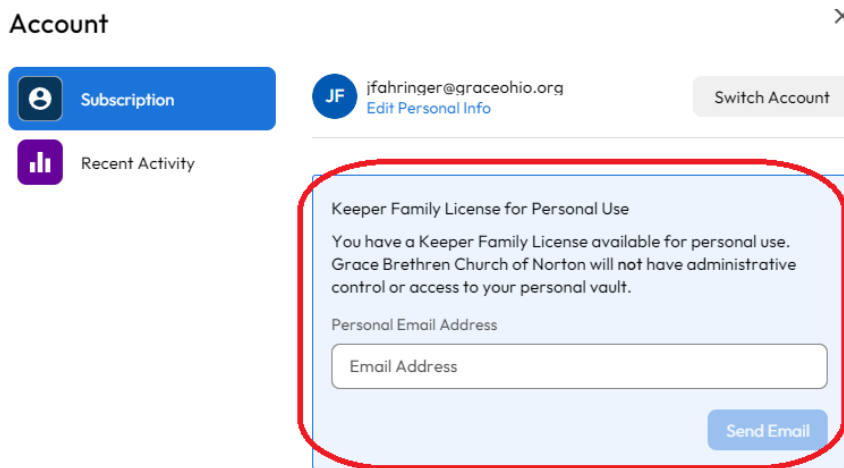 Account
Subscription
Recent Activity
JF
jfahringer@graceohio.org
Edit Personal Info
Switch Account
Keeper Family License for Personal Use
You have a Keeper Family License available for personal use.
Grace Brethren Church of Norton will not have administrative
control or access to your personal vault.
Personal Email Address
Email Address
Send Email